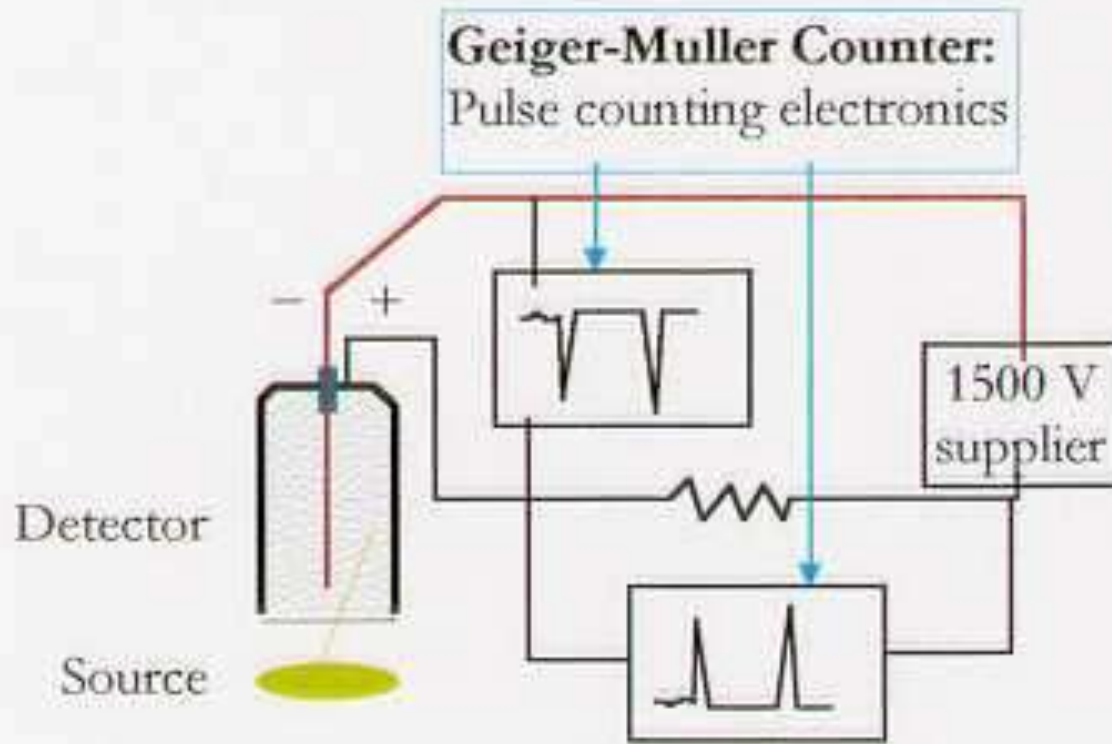 Geiger-Muller Counter:
Pulse counting electronics
− +
1500 V
supplier
Detector
Source